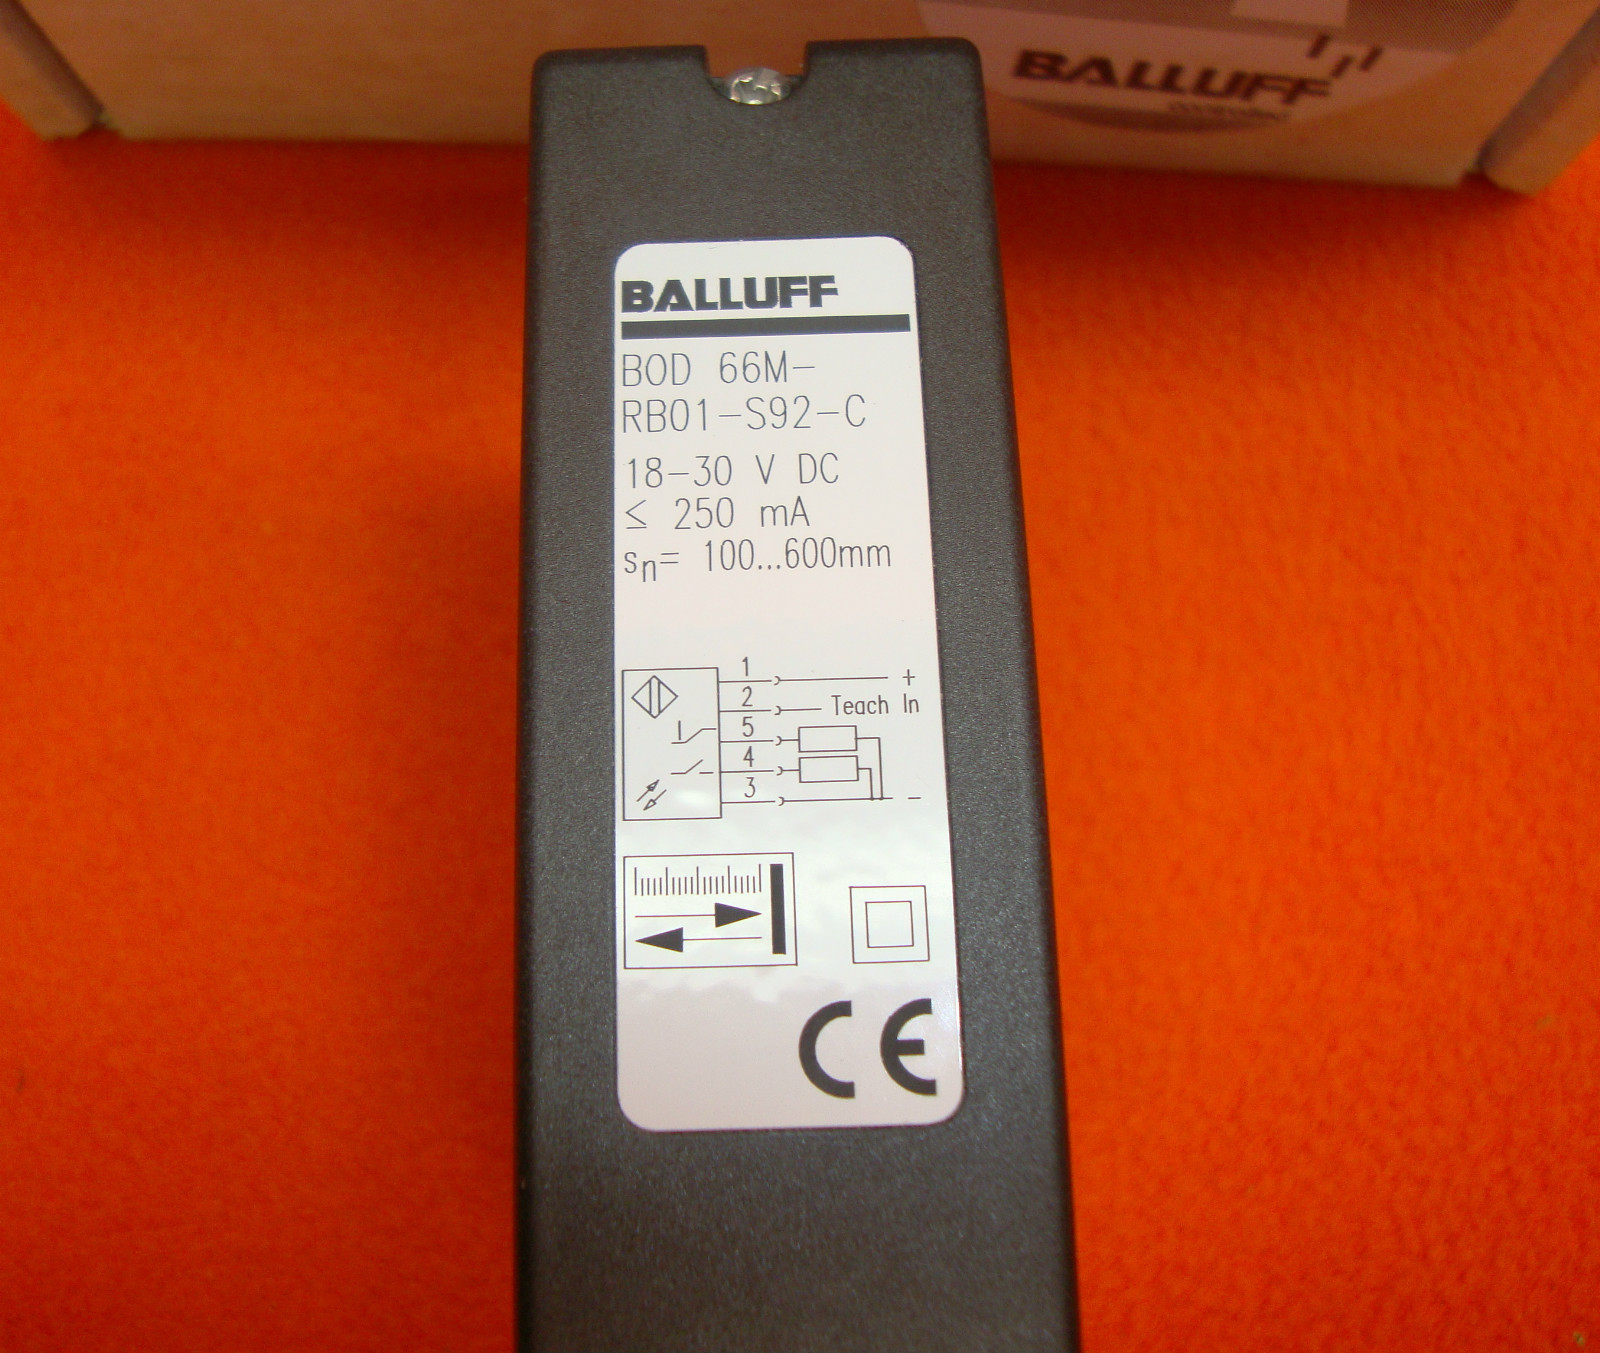 BALLUFF
BALLUFF
BOD 66M-
RB01-S92-C
18-30 V DC
≤ 250 mA
sn= 100...600mm
1 +
2 Teach In
5
4
3 -
CE